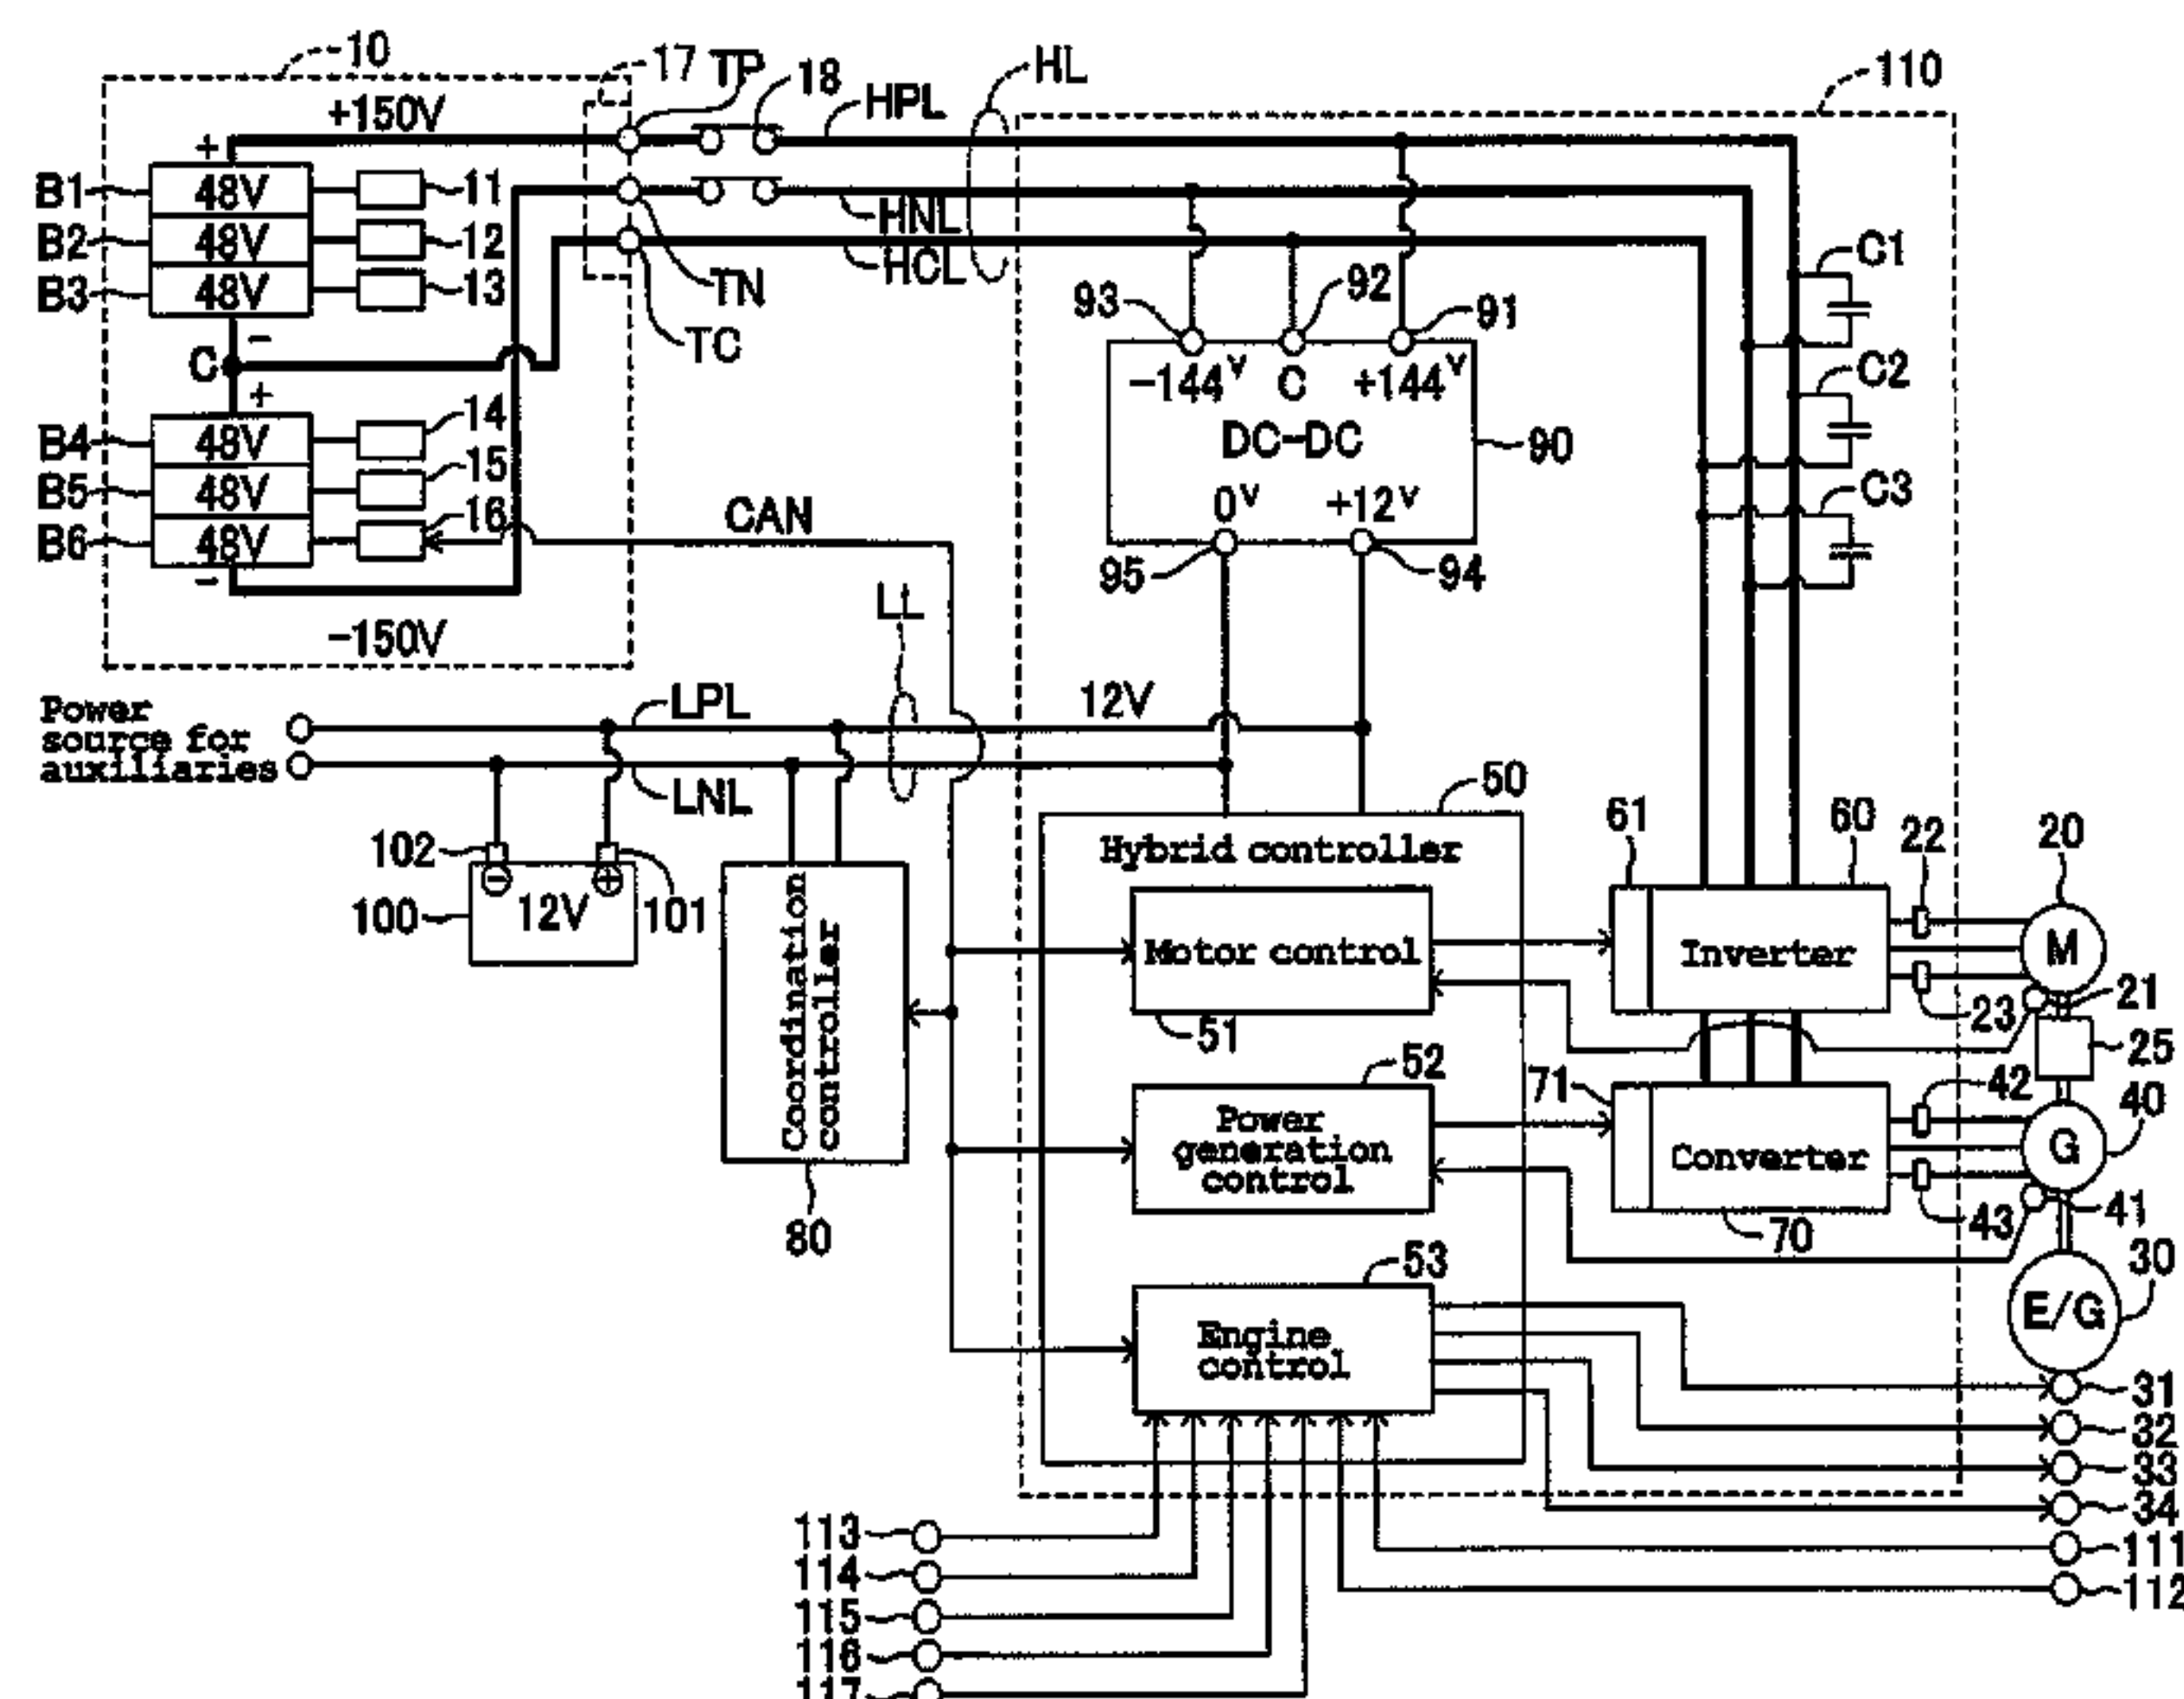 10
17
TP
18
HPL
HL
110
+150V
+
B1
48V
11
B2
48V
12
B3
48V
13
HNL
HCL
TN
TC
-
C
+
93
92
91
C1
-144V
C
+144V
C2
DC-DC
90
B4
48V
14
B5
48V
15
B6
48V
16
CAN
0V
+12V
C3
95
94
-
-150V
LL
Power
source for
auxiliaries
LPL
12V
LNL
50
102
101
100
12V
Hybrid controller
61
60
22
20
Coordination
controller
Motor control
51
Inverter
M
23
21
25
52
71
42
40
Power
generation
control
Converter
G
43
41
70
80
53
30
Engine
control
E/G
31
32
33
34
111
112
113
114
115
116
117